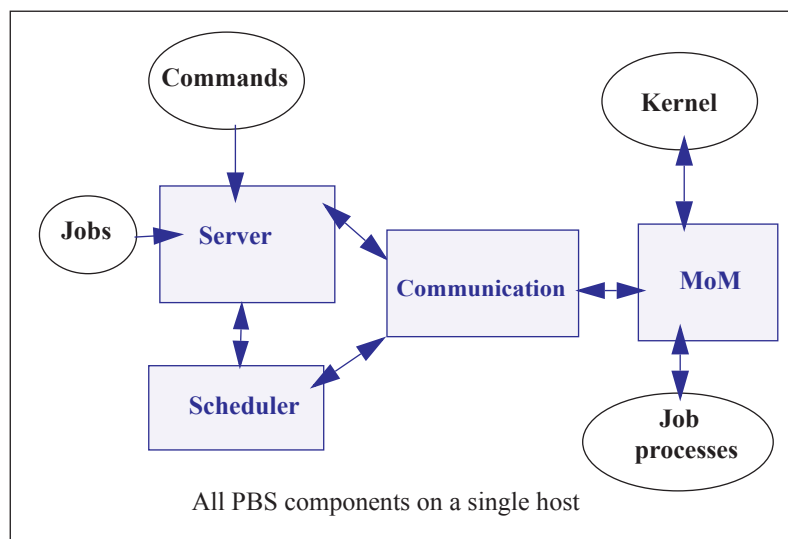 Commands
Kernel
Jobs
Server
Communication
MoM
Scheduler
Job
processes
All PBS components on a single host